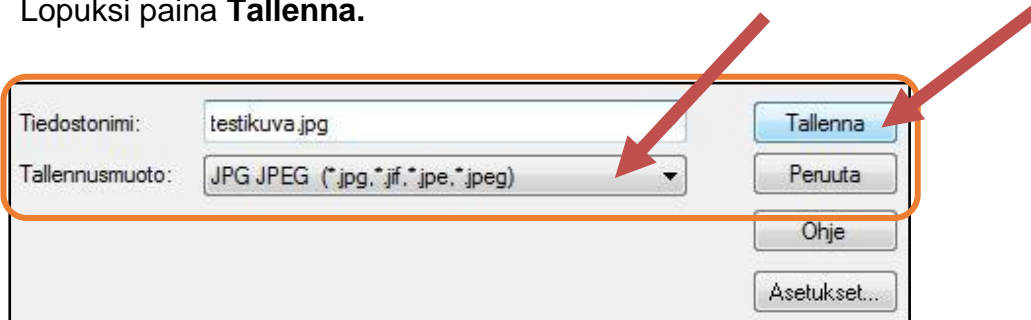 Lopuksi paina Tallenna.
Tiedostonimi: testikuva.jpg Tallenna
Tallennusmuoto: JPG JPEG (*.jpg,*.jif,*.jpe,*.jpeg) Peruuta
Ohje
Asetukset...